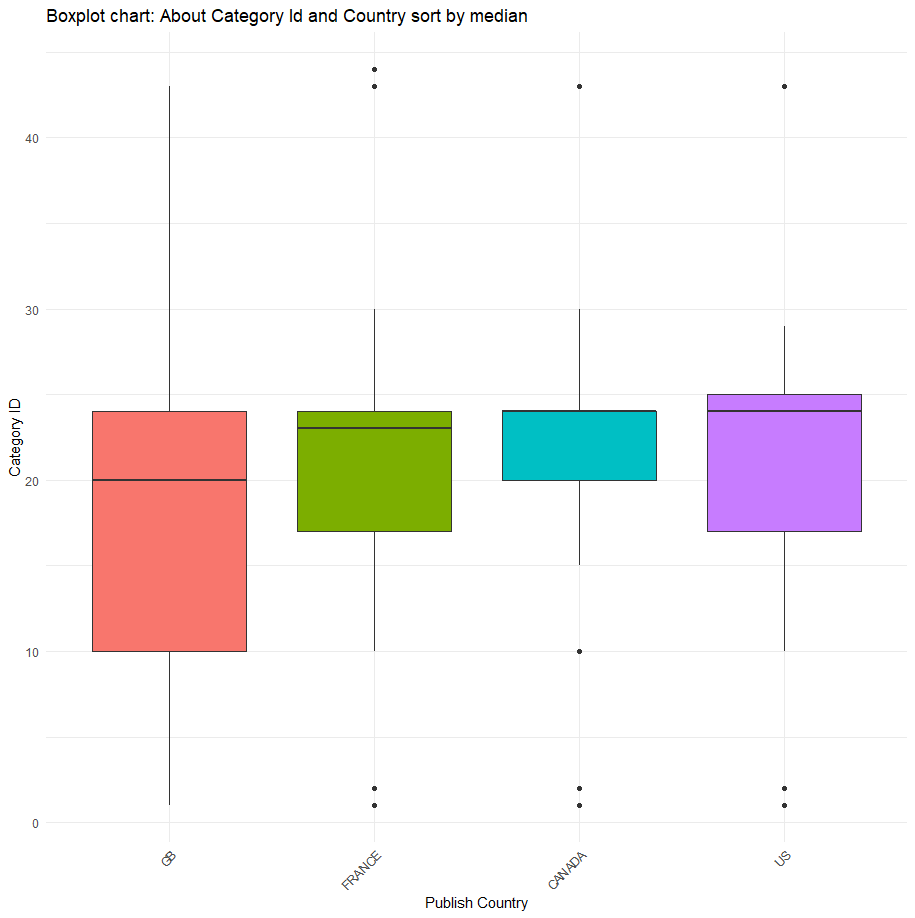 Boxplot chart: About Category Id and Country sort by median
Category ID
40
30
20
10
0
GB
FRANCE
CANADA
US
Publish Country